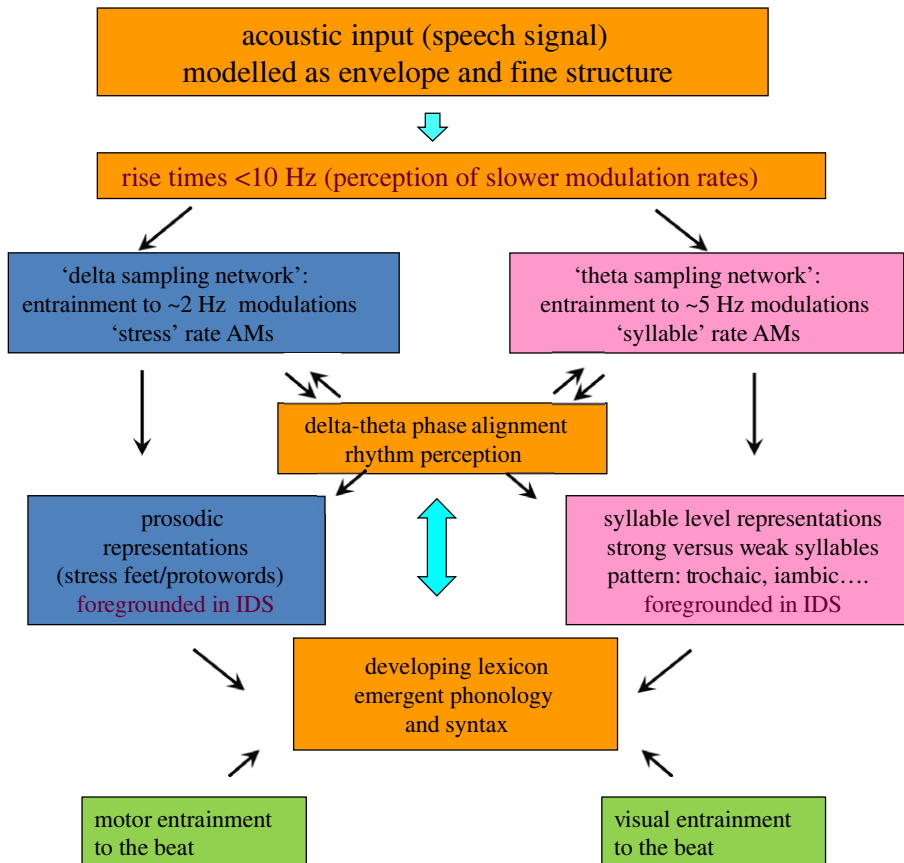 acoustic input (speech signal)
modelled as envelope and fine structure
rise times <10 Hz (perception of slower modulation rates)
‘delta sampling network’:
entrainment to ~2 Hz modulations
‘stress’ rate AMs
‘theta sampling network’:
entrainment to ~5 Hz modulations
‘syllable’ rate AMs
delta-theta phase alignment
rhythm perception
prosodic
representations
(stress feet/protowords)
foregrounded in IDS
syllable level representations
strong versus weak syllables
pattern: trochaic, iambic….
foregrounded in IDS
developing lexicon
emergent phonology
and syntax
motor entrainment
to the beat
visual entrainment
to the beat